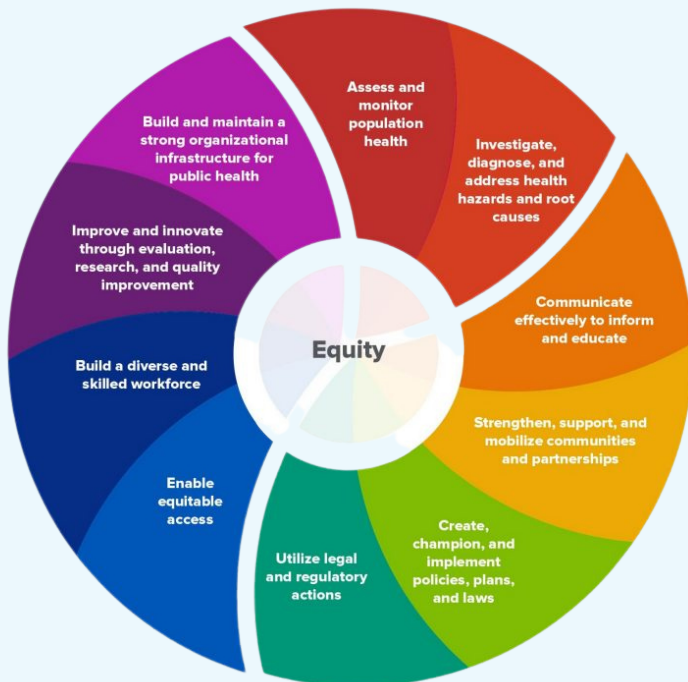 Assess and
monitor
population
health
Investigate,
diagnose, and
address health
hazards and root
causes
Communicate
effectively to inform
and educate
Strengthen, support, and
mobilize communities
and partnerships
Create,
champion, and
implement
policies, plans,
and laws
Utilize legal
and regulatory
actions
Enable
equitable
access
Build a diverse and
skilled workforce
Improve and innovate
through evaluation,
research, and quality
improvement
Build and maintain a
strong organizational
infrastructure for
public health
Equity